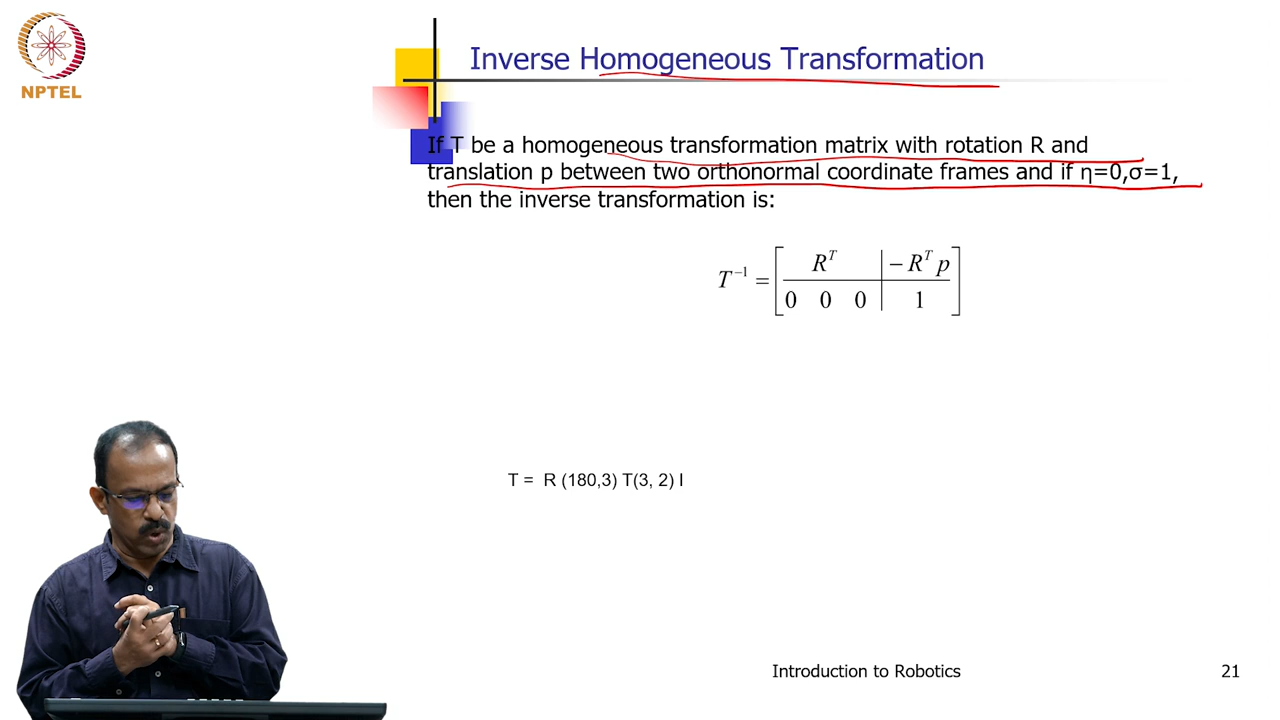 NPTEL
Inverse Homogeneous Transformation
If T be a homogeneous transformation matrix with rotation R and
translation p between two orthonormal coordinate frames and if η=0,σ=1,
then the inverse transformation is:
T⁻¹ = [ Rᵀ | − Rᵀ p ]
[ 0 0 0 | 1 ]
T = R (180,3) T(3, 2) I
Introduction to Robotics
21